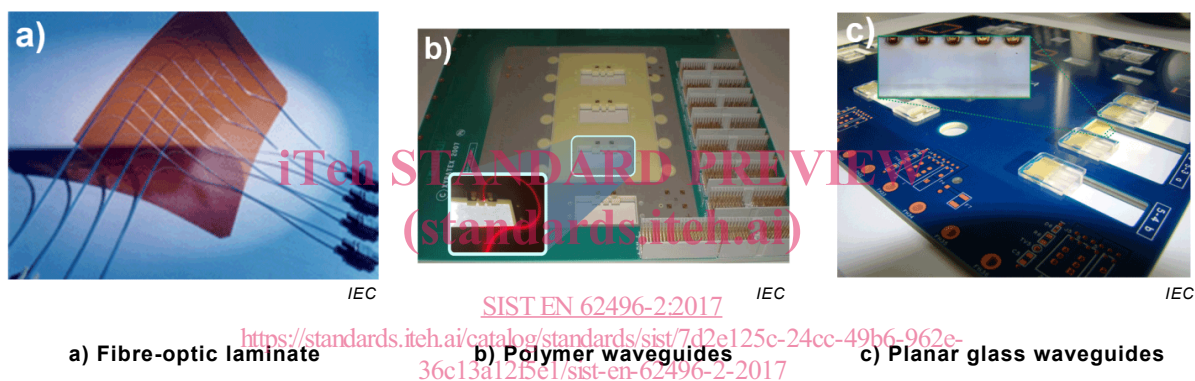 a)
b)
c)
iTeh STANDARD PREVIEW
(standards.iteh.ai)
5-4 b
IEC
IEC
IEC
SIST EN 62496-2:2017
https://standards.iteh.ai/catalog/standards/sist/7d2e125c-24cc-49b6-962e-
36c13a12f5e1/sist-en-62496-2-2017
a) Fibre-optic laminate
b) Polymer waveguides
c) Planar glass waveguides